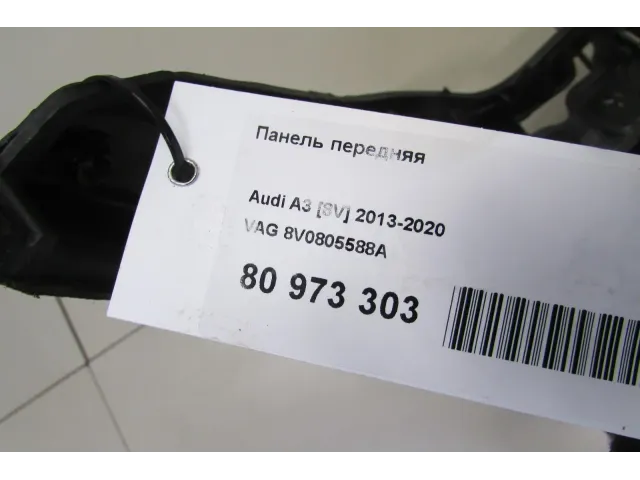 Панель передняя
Audi A3 [8V] 2013-2020
VAG 8V0805588A
80 973 303